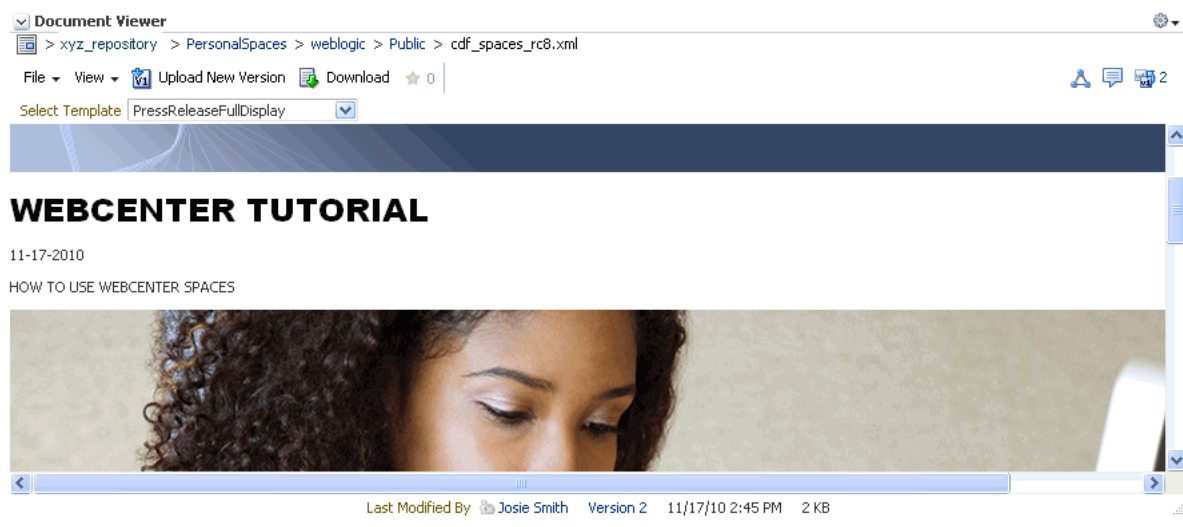 Document Viewer
> xyz_repository > PersonalSpaces > weblogic > Public > cdf_spaces_rc8.xml
File View V1 Upload New Version Download 0 2
Select Template PressReleaseFullDisplay
WEBCENTER TUTORIAL
11-17-2010
HOW TO USE WEBCENTER SPACES
Last Modified By Josie Smith Version 2 11/17/10 2:45 PM 2 KB